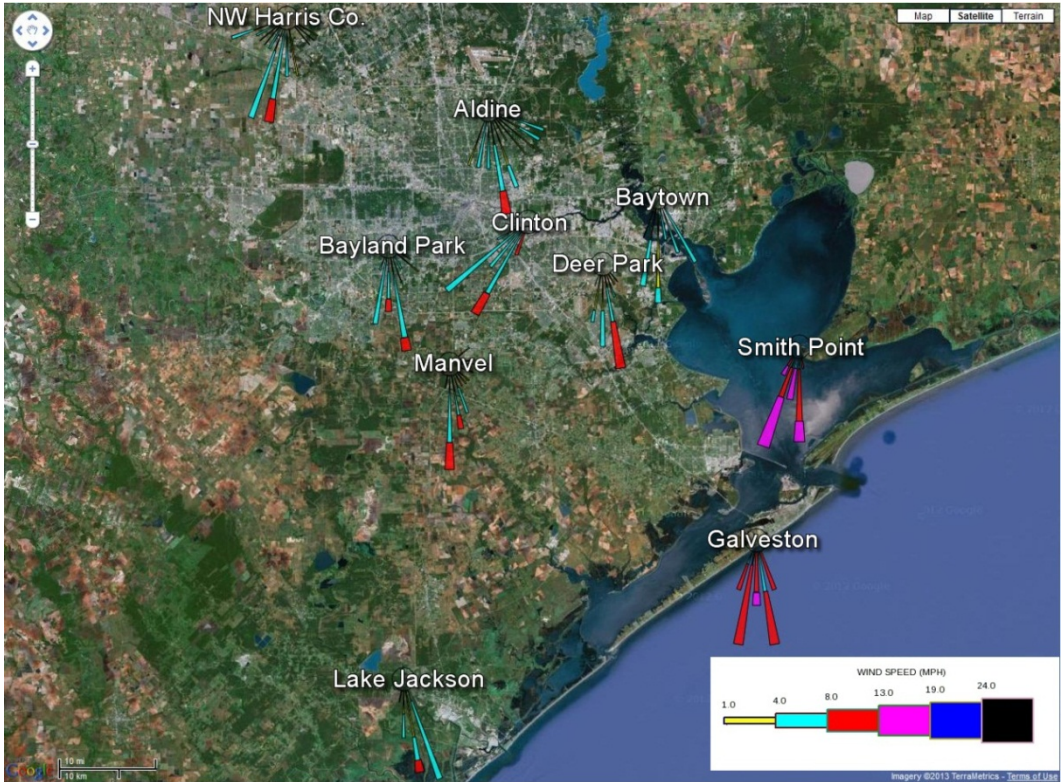 NW Harris Co.
Map
Satellite
Terrain
Aldine
Baytown
Clinton
Bayland Park
Deer Park
Smith Point
Manvel
Galveston
Lake Jackson
WIND SPEED (MPH)
1.0 4.0 8.0 13.0 19.0 24.0
Google
10 mi
10 km
Imagery ©2013 TerraMetrics - Terms of Use